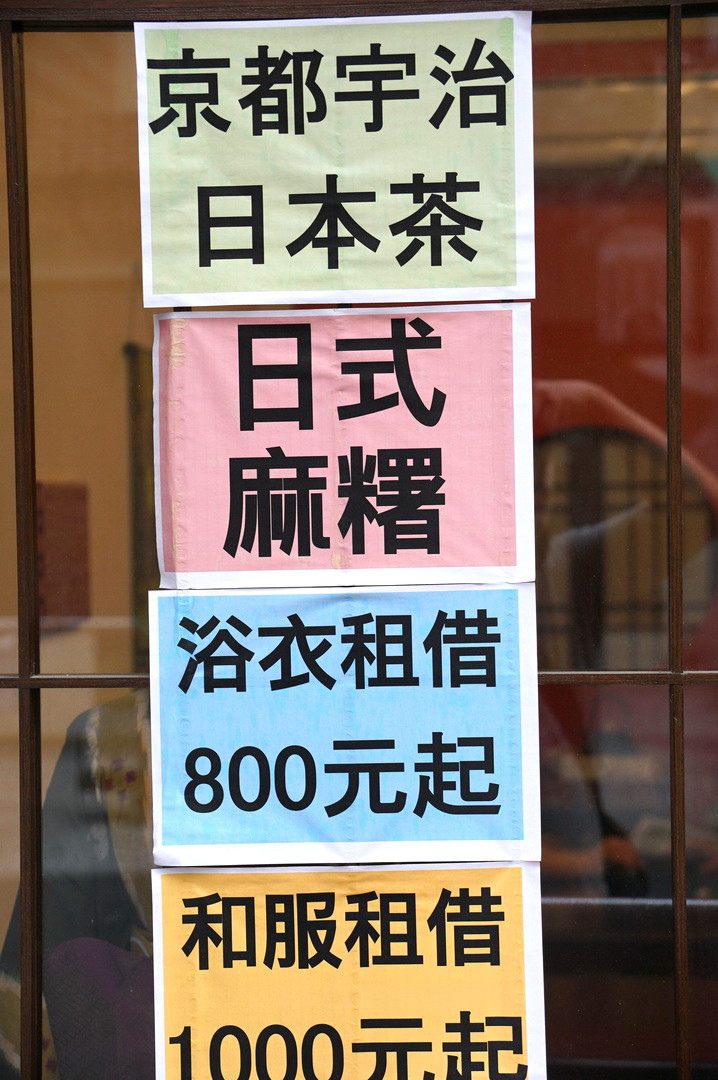 京都宇治
日本茶
日式
麻糬
浴衣租借
800元起
和服租借
1000元起